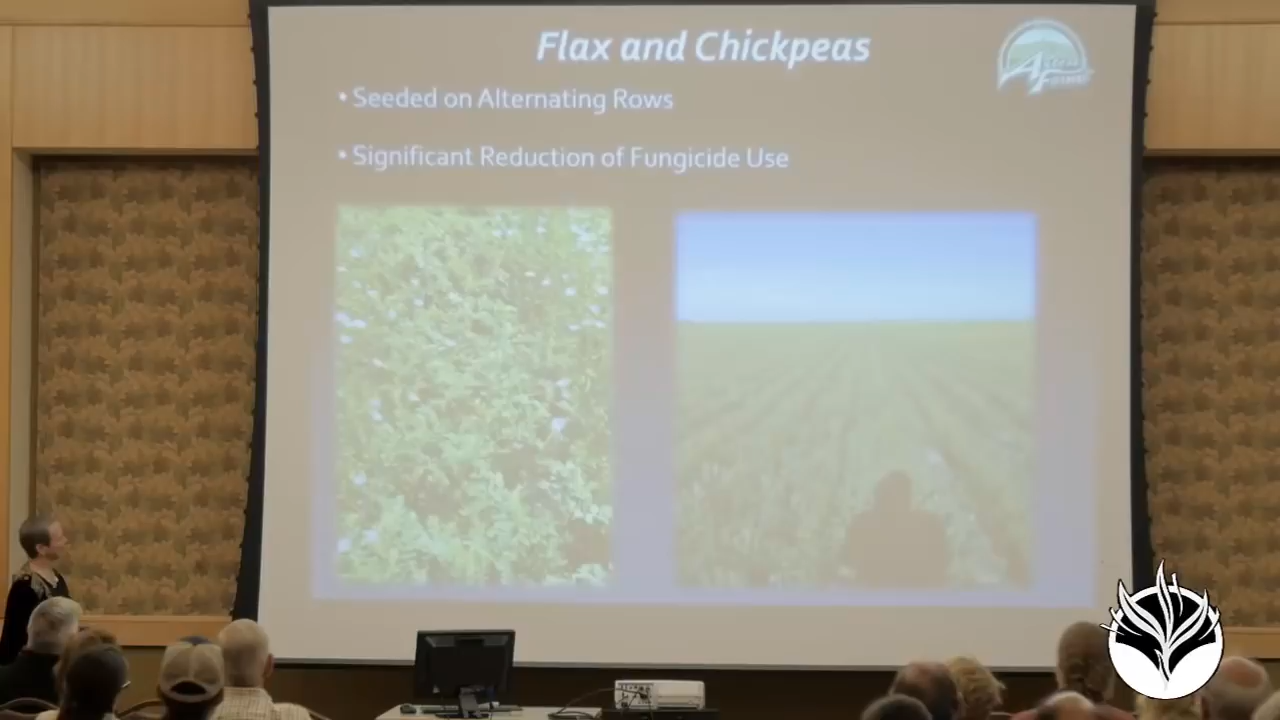 Flax and Chickpeas
• Seeded on Alternating Rows
• Significant Reduction of Fungicide Use